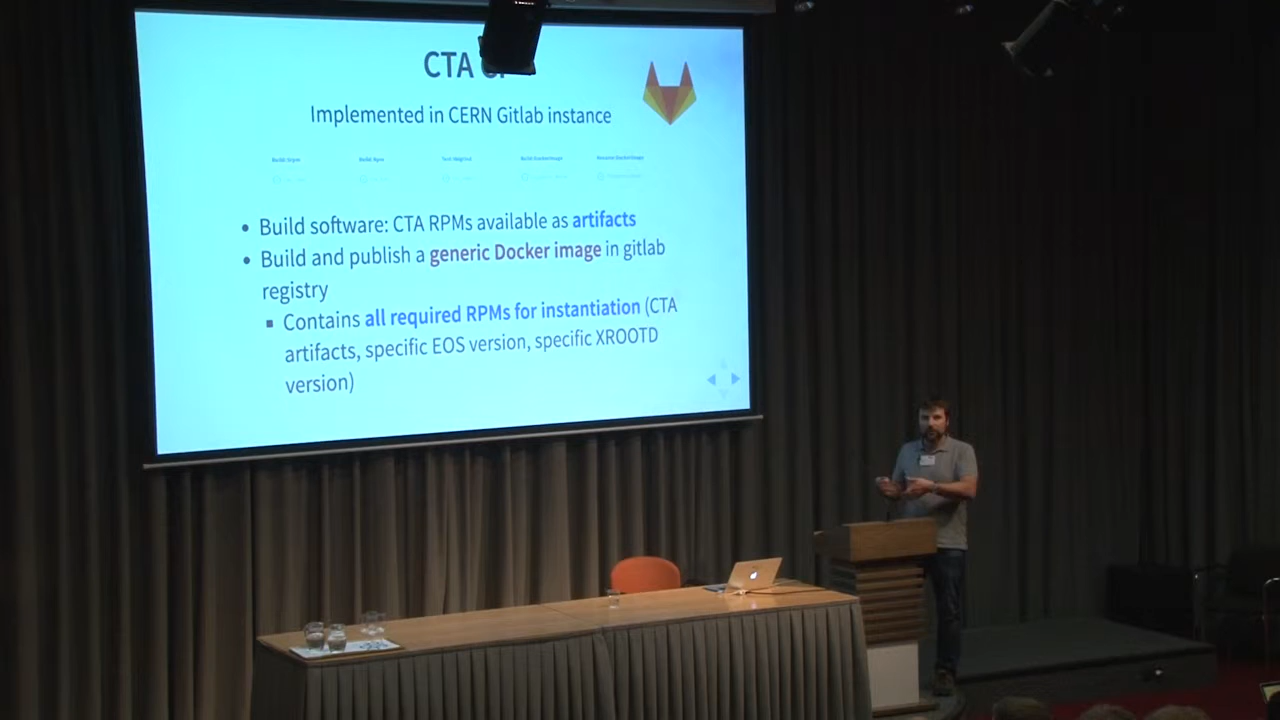 CTA
Implemented in CERN Gitlab instance
• Build software: CTA RPMs available as artifacts
• Build and publish a generic Docker image in gitlab
registry
▪ Contains all required RPMs for instantiation (CTA
artifacts, specific EOS version, specific XROOTD
version)